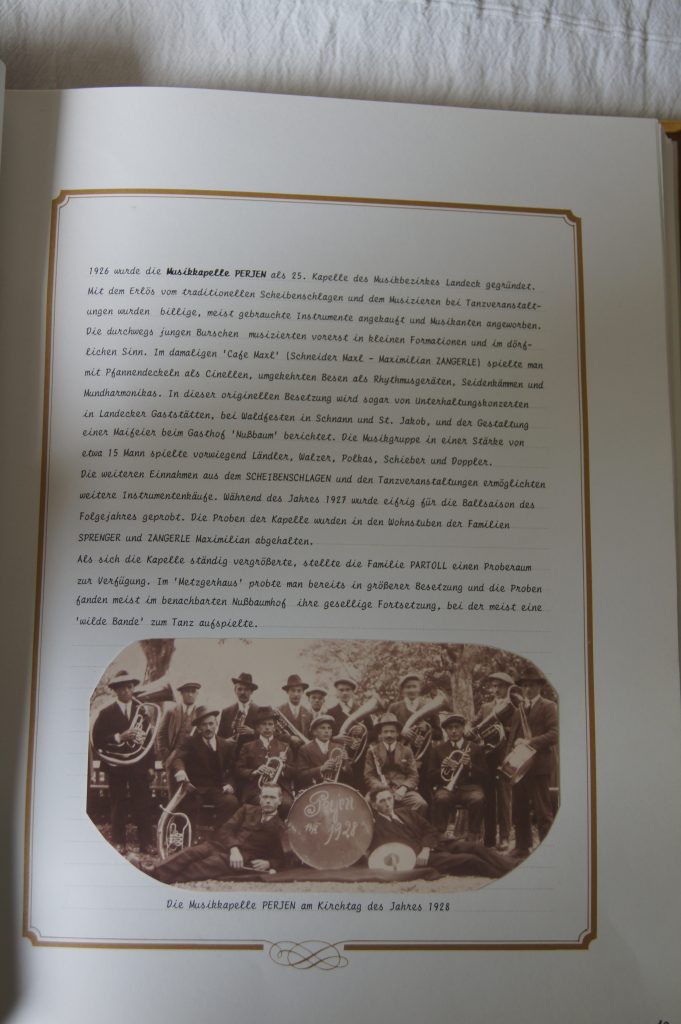 1926 wurde die Musikkapelle PERJEN als 25. Kapelle des Musikbezirkes Landeck gegründet.
Mit dem Erlös vom traditionellen Scheibenschlagen und dem Musizieren bei Tanzveranstalt-
ungen wurden billige, meist gebrauchte Instrumente angekauft und Musikanten angeworben.
Die durchwegs jungen Burschen musizierten vorerst in kleinen Formationen und im dörf-
lichen Sinn. Im damaligen 'Cafe Maxl' (Schneider Maxl - Maximilian ZANGERLE) spielte man
mit Pfannendeckeln als Cinellen, umgekehrten Besen als Rhythmusgeräten, Seidenkämmen und
Mundharmonikas. In dieser originellen Besetzung wird sogar von Unterhaltungskonzerten
in Landecker Gaststätten, bei Waldfesten in Schnann und St. Jakob, und der Gestaltung
einer Maifeier beim Gasthof 'Nußbaum' berichtet. Die Musikgruppe in einer Stärke von
etwa 15 Mann spielte vorwiegend Ländler, Walzer, Polkas, Schieber und Doppler.
Die weiteren Einnahmen aus dem SCHEIBENSCHLAGEN und den Tanzveranstaltungen ermöglichten
weitere Instrumentenkäufe. Während des Jahres 1927 wurde eifrig für die Ballsaison des
Folgejahres geprobt. Die Proben der Kapelle wurden in den Wohnstuben der Familien
SPRENGER und ZANGERLE Maximilian abgehalten.
Als sich die Kapelle ständig vergrößerte, stellte die Familie PARTOLL einen Proberaum
zur Verfügung. Im 'Metzgerhaus' probte man bereits in größerer Besetzung und die Proben
fanden meist im benachbarten Nußbaumhof ihre gesellige Fortsetzung, bei der meist eine
'wilde Bande' zum Tanz aufspielte.
Perjen
1928
Die Musikkapelle PERJEN am Kirchtag des Jahres 1928